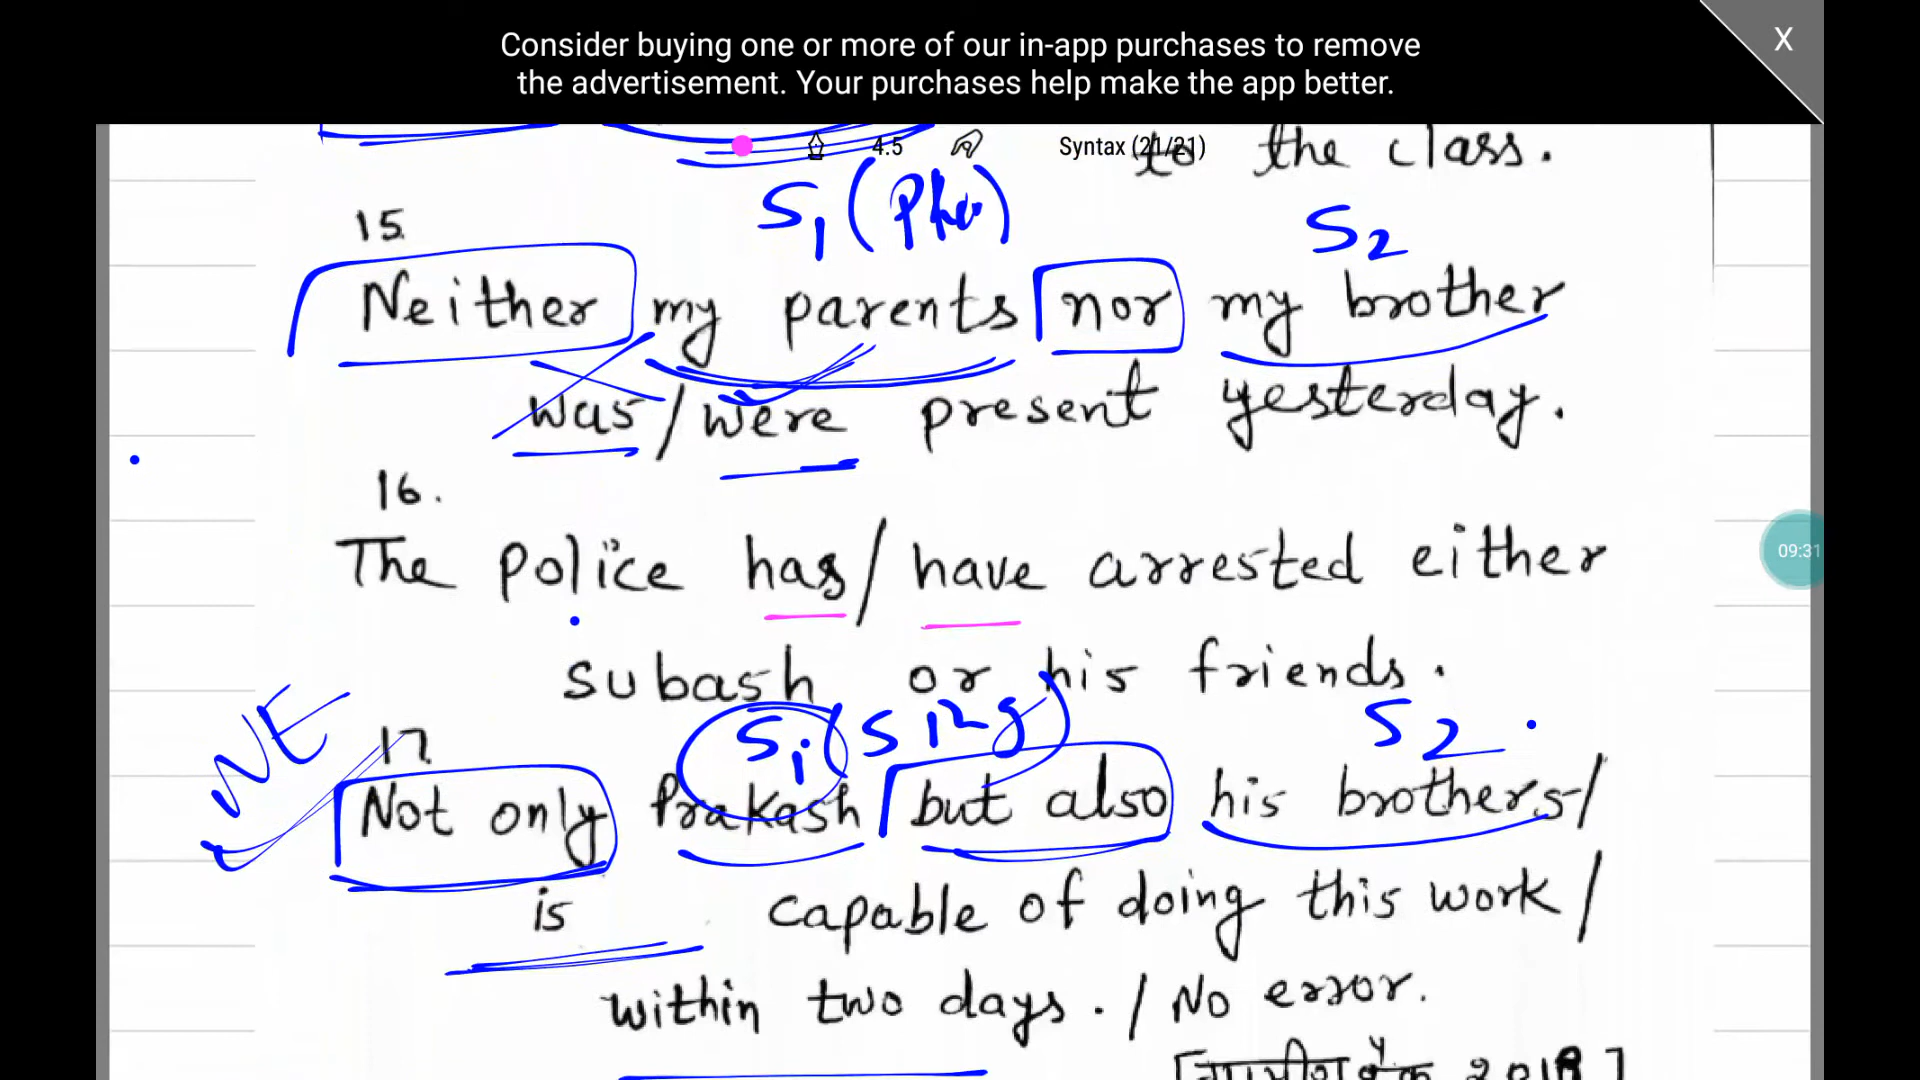 Consider buying one or more of our in-app purchases to remove
the advertisement. Your purchases help make the app better.
X
4.5 Syntax (21/21)
to the class.
15. S1 (Plu) S2
Neither my parents nor my brother
was/were present yesterday.
16.
The police has/have arrested either
09:31
subash or his friends.
NE 17. S1 (sing) S2
Not only Prakash but also his brothers/
is capable of doing this work/
within two days. / No error.